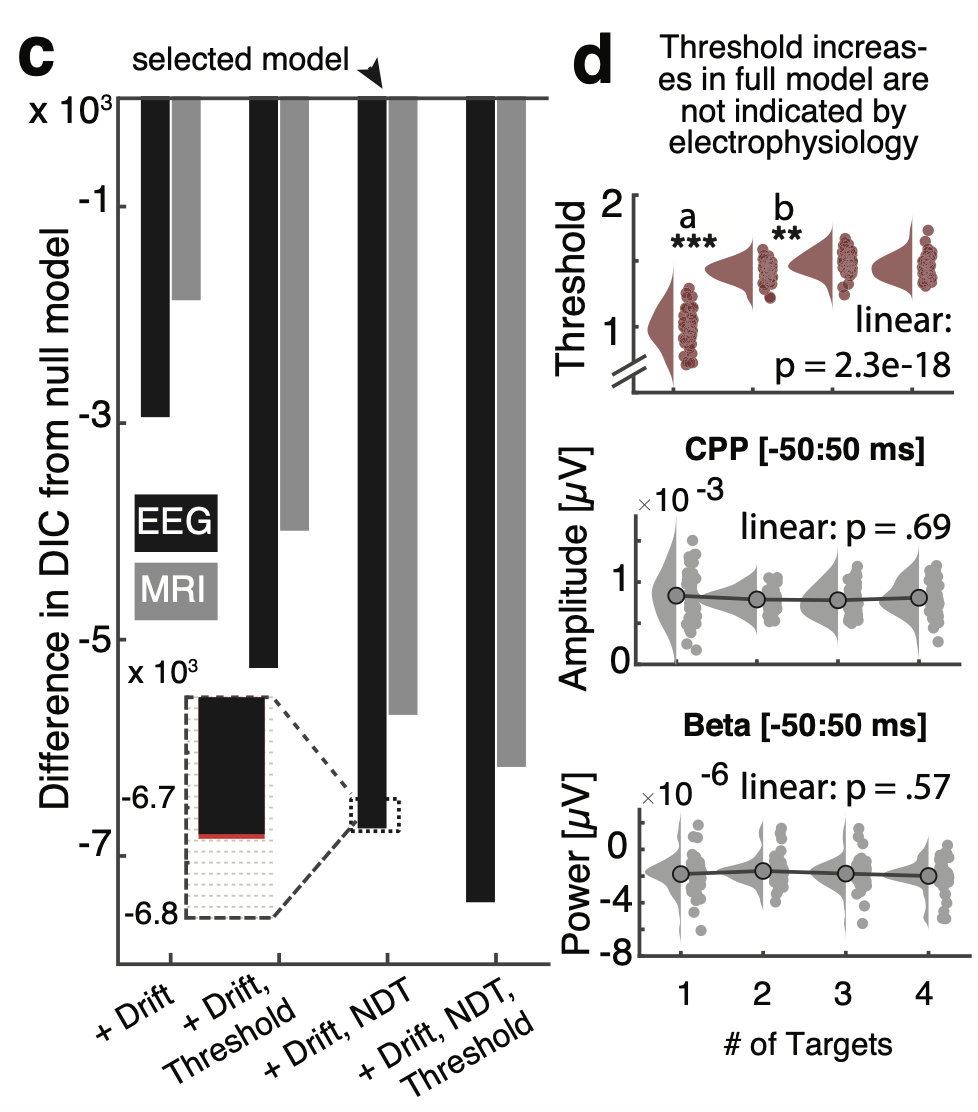 c
selected model
x 10³
-1
-3
-5
-7
Difference in DIC from null model
EEG
MRI
x 10³
-6.7
-6.8
+ Drift
+ Drift,
Threshold
+ Drift, NDT
+ Drift, NDT,
Threshold
d
Threshold increas-
es in full model are
not indicated by
electrophysiology
Threshold
2
1
a
***
b
**
linear:
p = 2.3e-18
CPP [-50:50 ms]
Amplitude [µV]
×10 -3
linear: p = .69
1
0
Beta [-50:50 ms]
Power [µV]
×10 -6
linear: p = .57
0
-4
-8
1 2 3 4
# of Targets